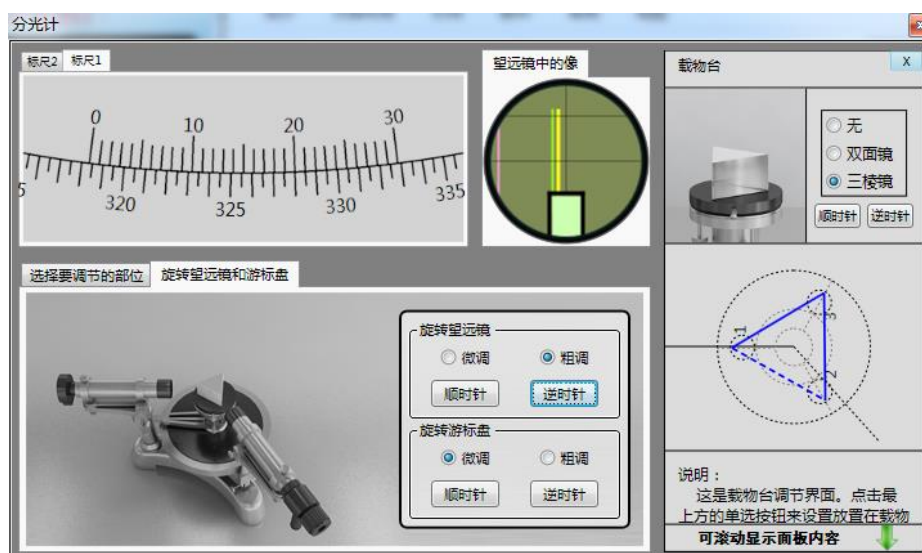 分光计
标尺2 标尺1
0 10 20 30
5 320 325 330 335
望远镜中的像
载物台 X
无
双面镜
三棱镜
顺时针 逆时针
选择要调节的部位 旋转望远镜和游标盘
旋转望远镜
微调 粗调
顺时针 逆时针
旋转游标盘
微调 粗调
顺时针 逆时针
1
3
2
说明：
这是载物台调节界面。点击最
上方的单选按钮来设置放置在载物
可滚动显示面板内容